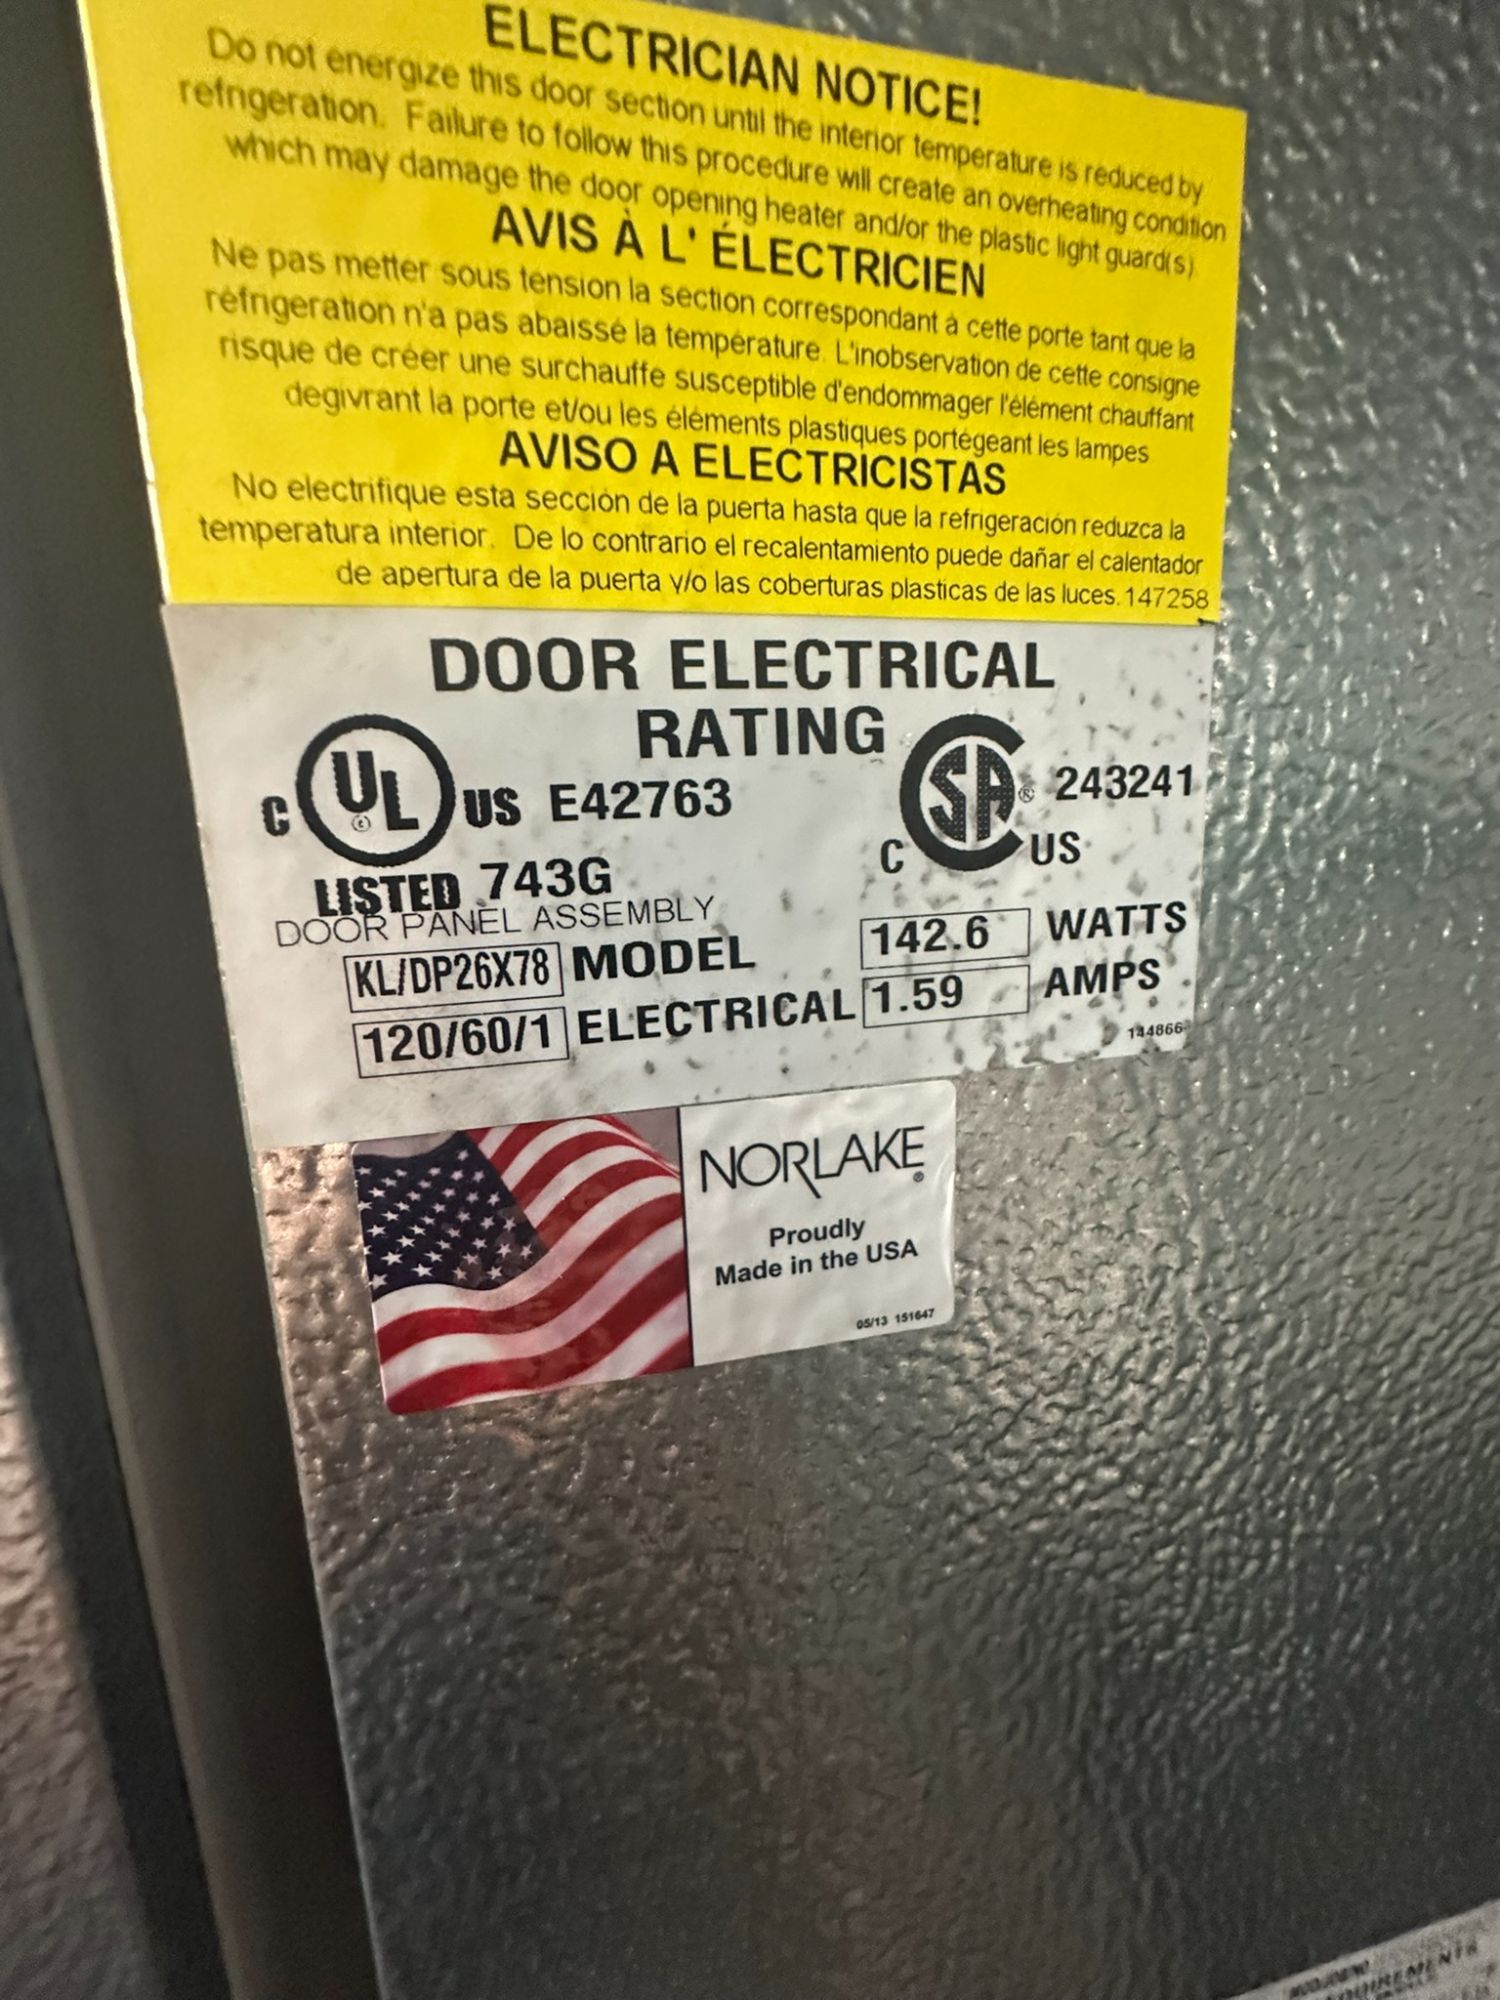 ELECTRICIAN NOTICE!
Do not energize this door section until the interior temperature is reduced by
refrigeration. Failure to follow this procedure will create an overheating condition
which may damage the door opening heater and/or the plastic light guard(s)
AVIS À L' ÉLECTRICIEN
Ne pas metter sous tension la section correspondant à cette porte tant que la
réfrigeration n'a pas abaissé la température. L'inobservation de cette consigne
risque de créer une surchauffe susceptible d'endommager l'élément chauffant
degivrant la porte et/ou les éléments plastiques portégeant les lampes
AVISO A ELECTRICISTAS
No electrifique esta sección de la puerta hasta que la refrigeración reduzca la
temperatura interior. De lo contrario el recalentamiento puede dañar el calentador
de apertura de la puerta y/o las coberturas plasticas de las luces. 147258
DOOR ELECTRICAL
RATING
C UL US E42763
LISTED 743G
SA ® 243241
C US
DOOR PANEL ASSEMBLY
KL/DP26X78 MODEL 142.6 WATTS
120/60/1 ELECTRICAL 1.59 AMPS
144866
NORLAKE®
Proudly
Made in the USA
05/13 151647